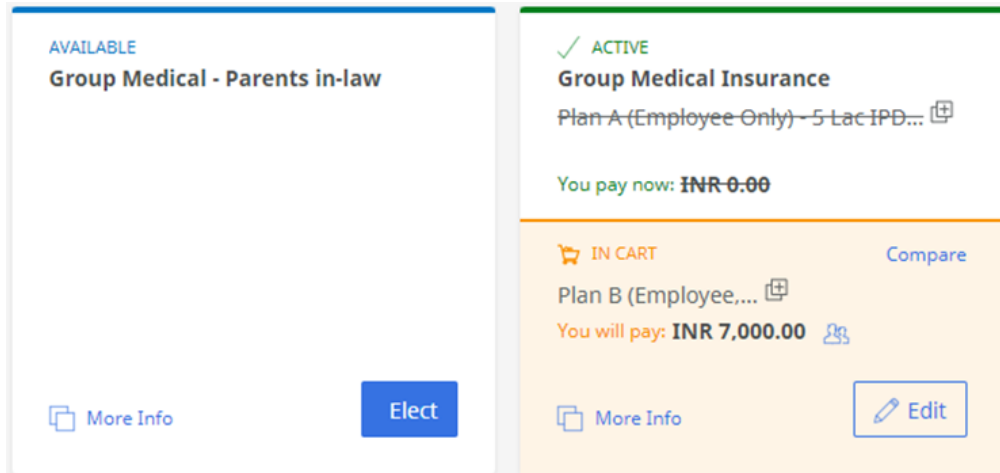 AVAILABLE
Group Medical - Parents in-law
More Info
Elect
ACTIVE
Group Medical Insurance
Plan A (Employee Only) - 5 Lac IPD...
You pay now: INR 0.00
IN CART
Compare
Plan B (Employee,...
You will pay: INR 7,000.00
More Info
Edit